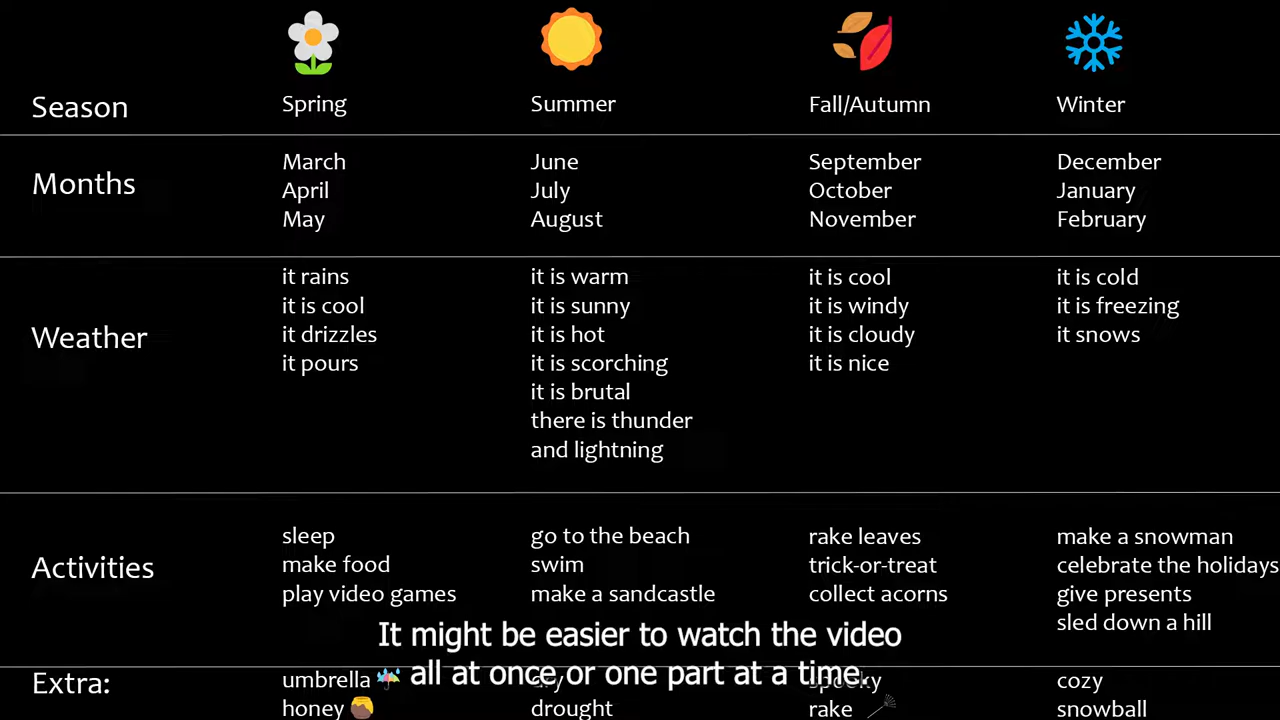 Season
Spring
Summer
Fall/Autumn
Winter
Months
March
April
May
June
July
August
September
October
November
December
January
February
Weather
it rains
it is cool
it drizzles
it pours
it is warm
it is sunny
it is hot
it is scorching
it is brutal
there is thunder
and lightning
it is cool
it is windy
it is cloudy
it is nice
it is cold
it is freezing
it snows
Activities
sleep
make food
play video games
go to the beach
swim
make a sandcastle
rake leaves
trick-or-treat
collect acorns
make a snowman
celebrate the holidays
give presents
sled down a hill
It might be easier to watch the video
all at once or one part at a time.
Extra:
umbrella
honey
dry
drought
spooky
rake
cozy
snowball